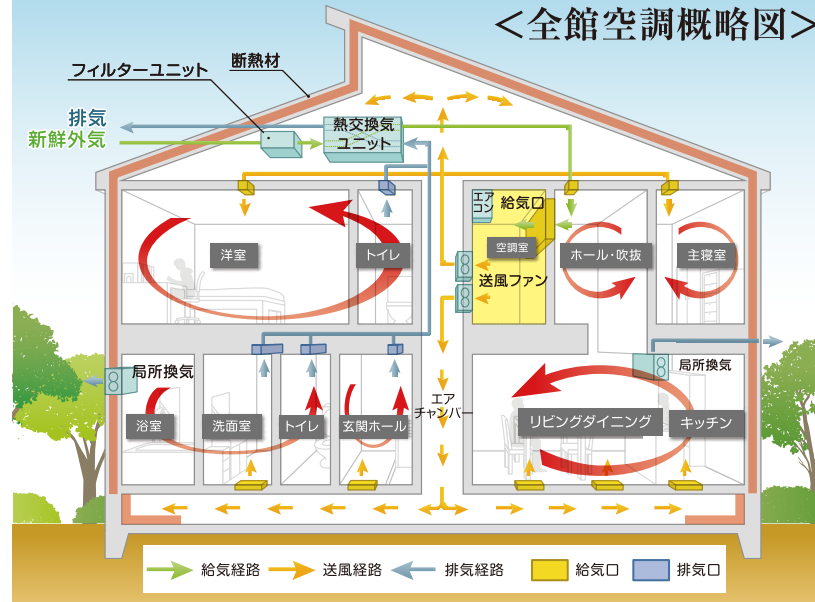 ＜全館空調概略図＞
フィルターユニット
断熱材
排気
新鮮外気
熱交換気
ユニット
エア
コン
給気口
洋室
トイレ
空調室
ホール・吹抜
主寝室
送風ファン
局所換気
局所換気
エア
チャンバー
浴室
洗面室
トイレ
玄関ホール
リビングダイニング
キッチン
給気経路
送風経路
排気経路
給気口
排気口